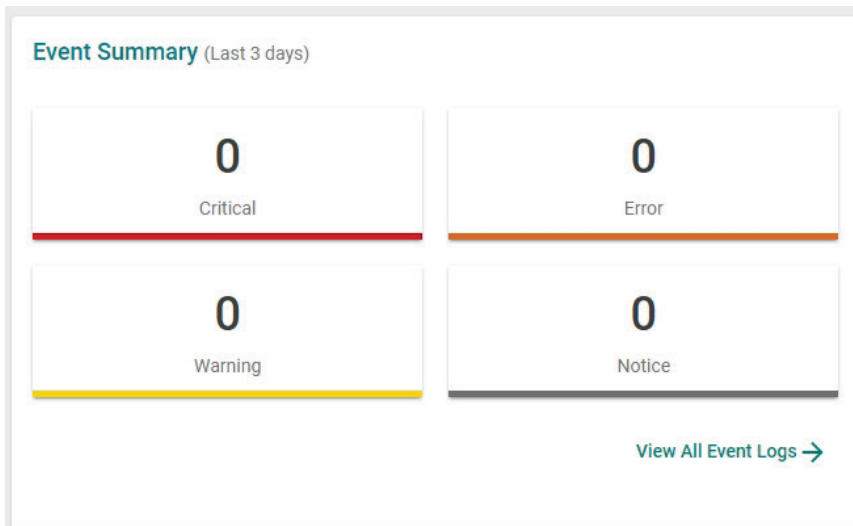 Event Summary (Last 3 days)
0
Critical
0
Error
0
Warning
0
Notice
View All Event Logs →